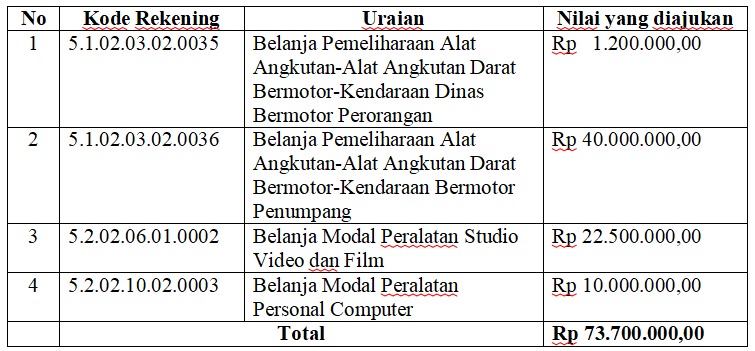 No Kode Rekening Uraian Nilai yang diajukan
1 5.1.02.03.02.0035 Belanja Pemeliharaan Alat Rp 1.200.000,00
Angkutan-Alat Angkutan Darat
Bermotor-Kendaraan Dinas
Bermotor Perorangan
2 5.1.02.03.02.0036 Belanja Pemeliharaan Alat Rp 40.000.000,00
Angkutan-Alat Angkutan Darat
Bermotor-Kendaraan Bermotor
Penumpang
3 5.2.02.06.01.0002 Belanja Modal Peralatan Studio Rp 22.500.000,00
Video dan Film
4 5.2.02.10.02.0003 Belanja Modal Peralatan Rp 10.000.000,00
Personal Computer
Total Rp 73.700.000,00